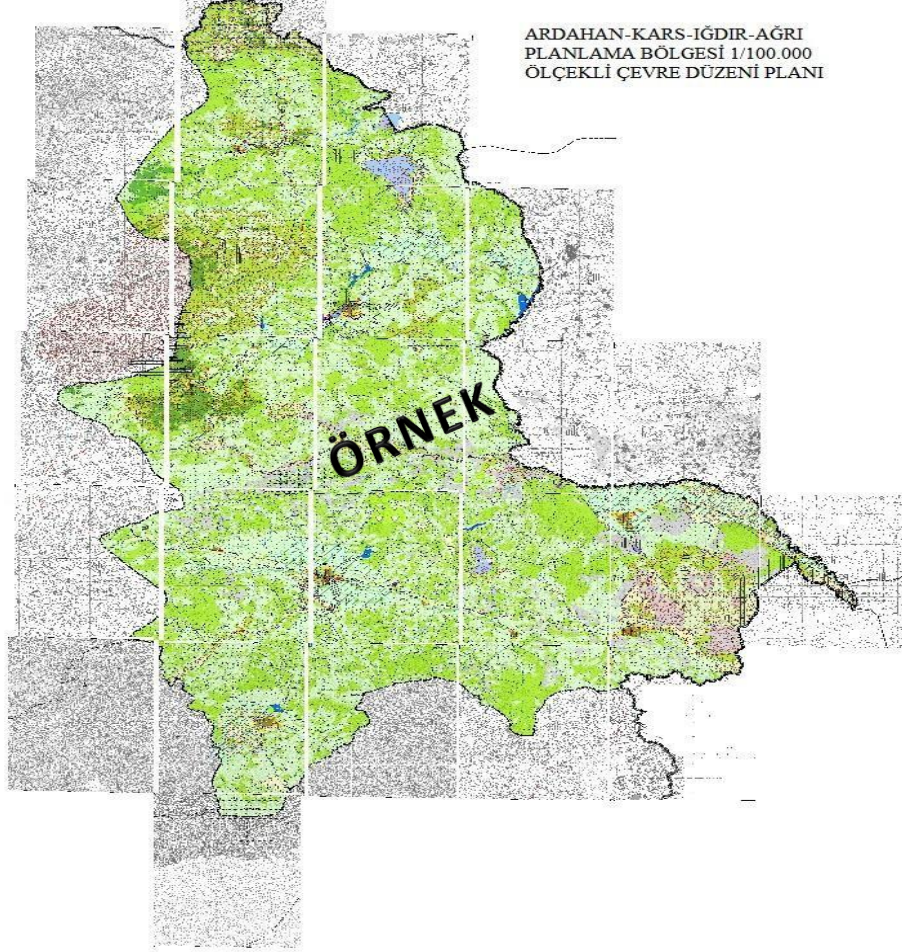 ARDAHAN-KARS-IĞDIR-AĞRI
PLANLAMA BÖLGESİ 1/100.000
ÖLÇEKLİ ÇEVRE DÜZENİ PLANI
ÖRNEK